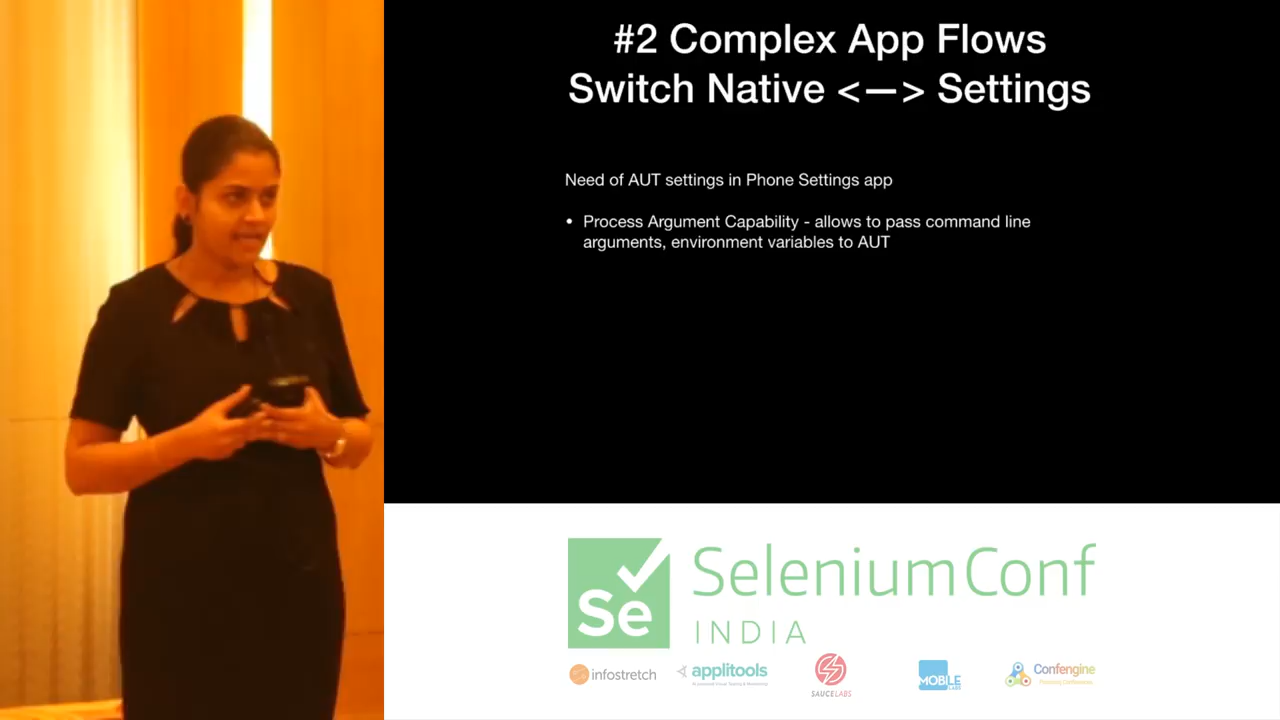 #2 Complex App Flows
Switch Native <—> Settings
Need of AUT settings in Phone Settings app
• Process Argument Capability - allows to pass command line
arguments, environment variables to AUT
Se
SeleniumConf
INDIA
infostretch
applitools
SAUCELABS
MOBILE
LABS
Confengine